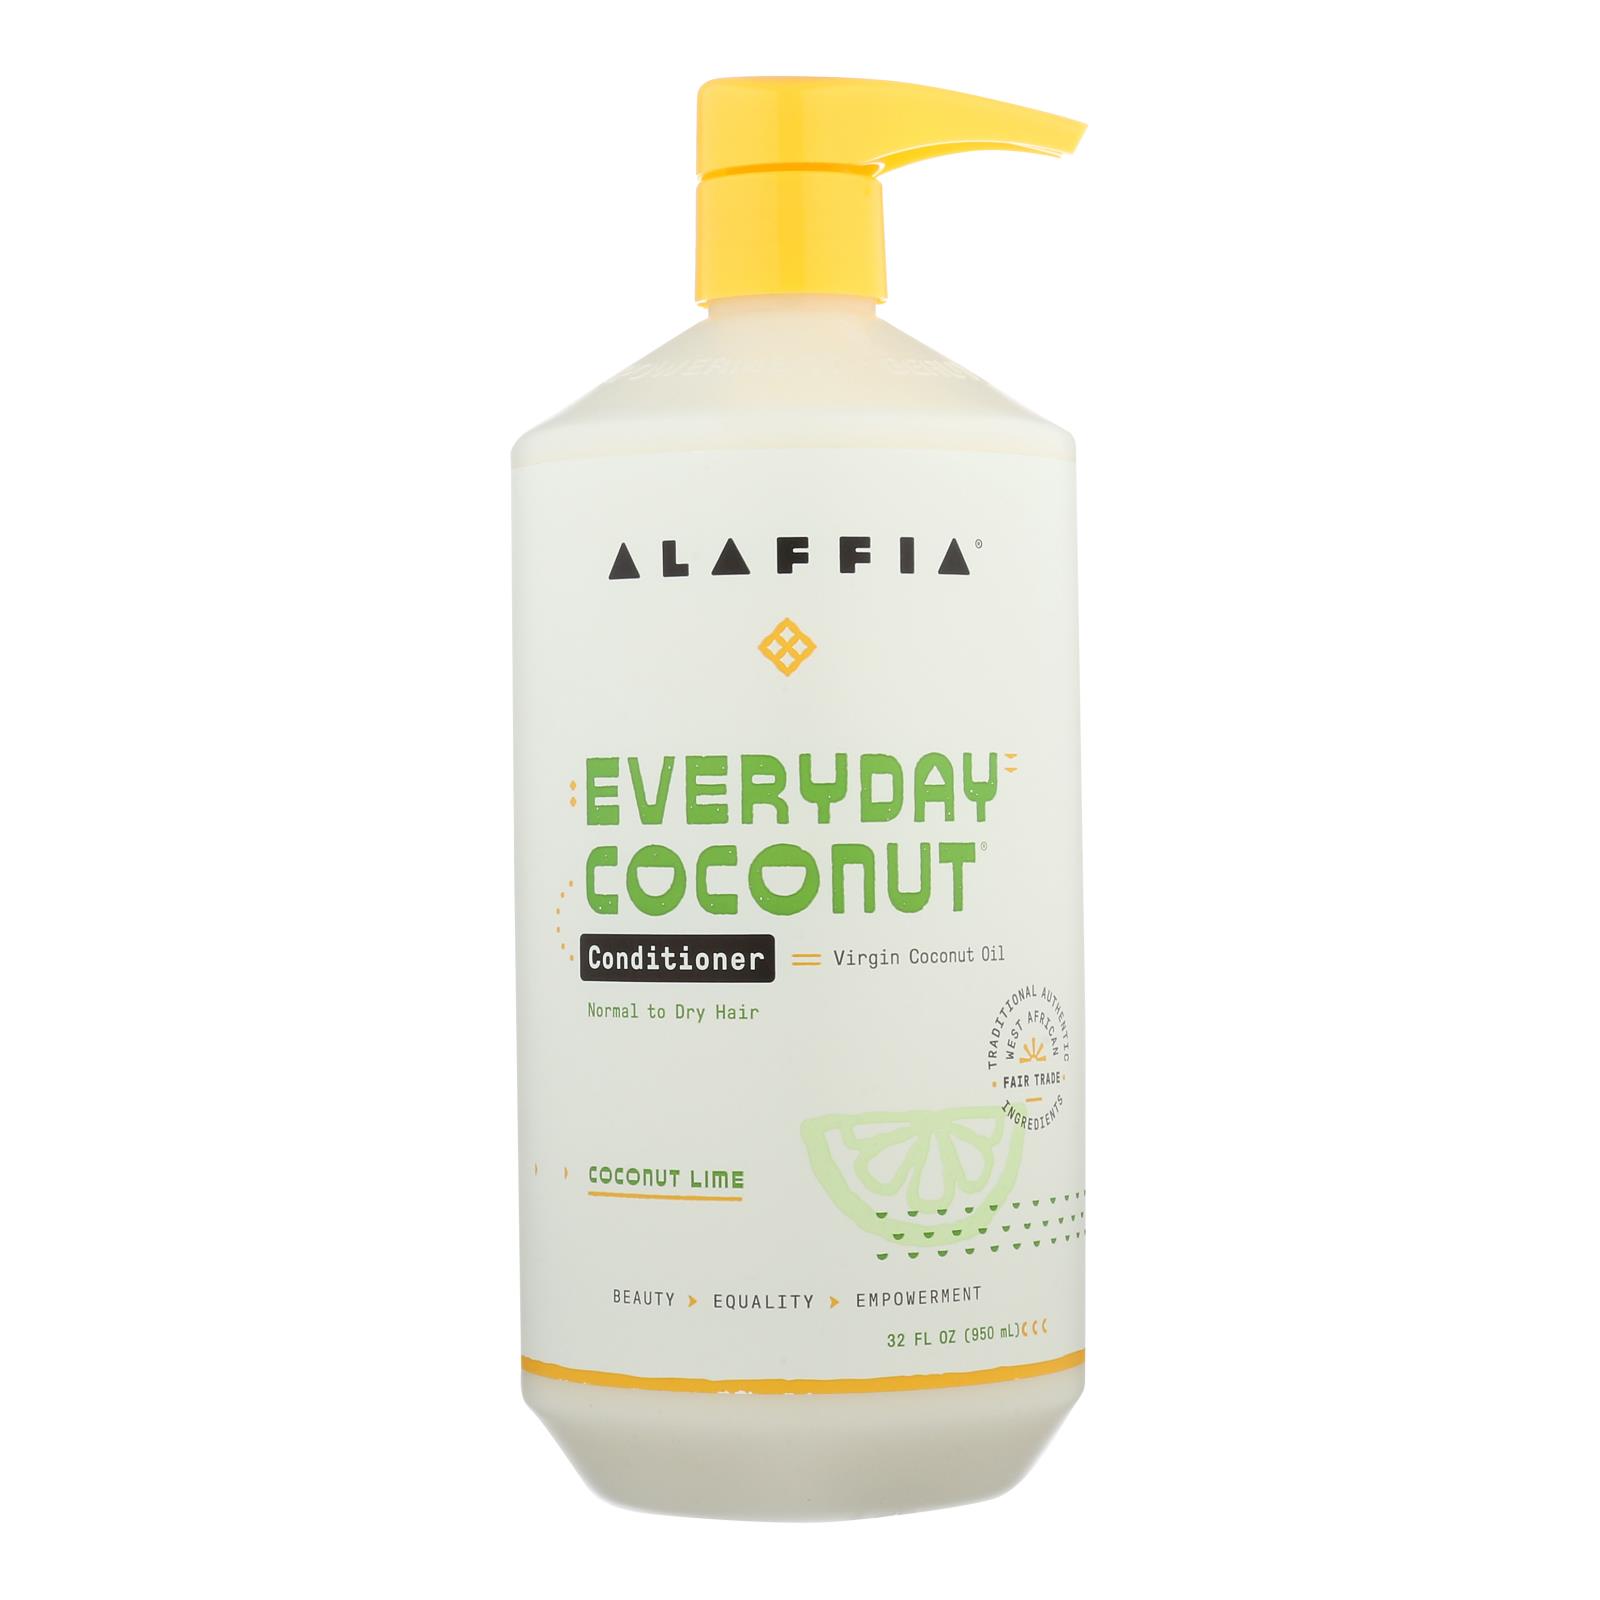 ALAFFIA®
EVERYDAY
COCONUT®
Conditioner
Virgin Coconut Oil
Normal to Dry Hair
TRADITIONAL AUTHENTIC
WEST AFRICAN
FAIR TRADE
INGREDIENTS
COCONUT LIME
BEAUTY EQUALITY EMPOWERMENT
32 FL OZ (950 mL)